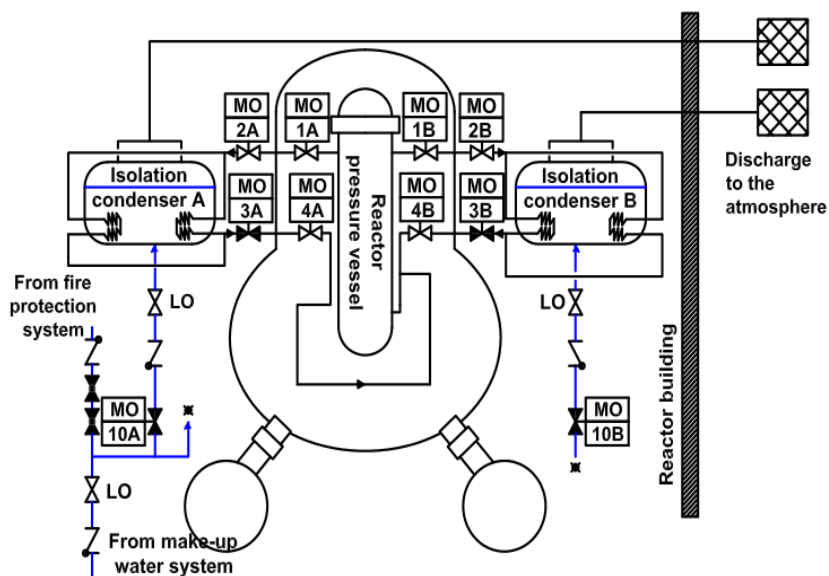 MO
2A
MO
1A
MO
1B
MO
2B
Isolation
condenser A
Reactor
pressure vessel
Isolation
condenser B
Discharge
to the
atmosphere
MO
3A
MO
4A
MO
4B
MO
3B
From fire
protection
system
LO
LO
Reactor building
MO
10A
MO
10B
LO
From make-up
water system